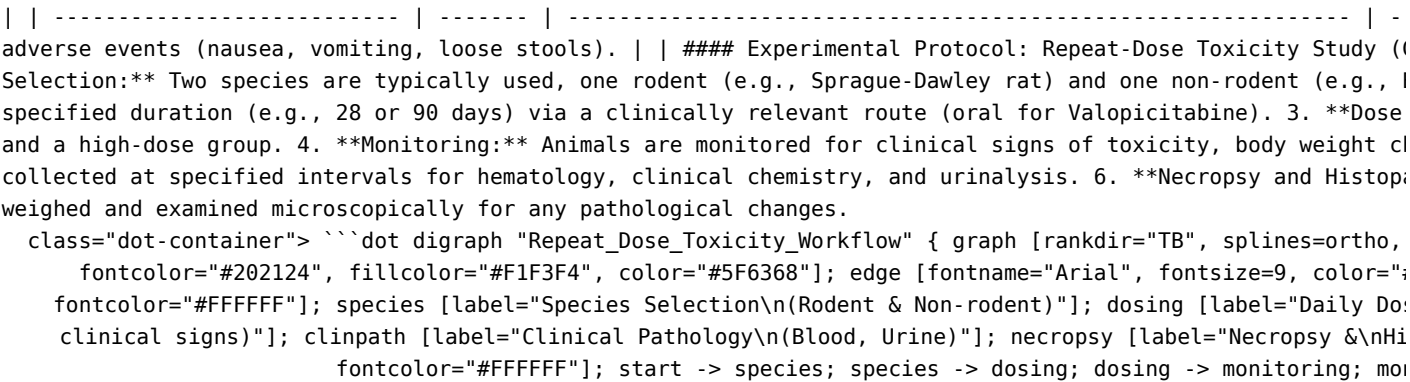 | | --------------------------- | ------- | ------------------------------------------------------------- | -
adverse events (nausea, vomiting, loose stools). | | #### Experimental Protocol: Repeat-Dose Toxicity Study (
Selection:** Two species are typically used, one rodent (e.g., Sprague-Dawley rat) and one non-rodent (e.g.,
specified duration (e.g., 28 or 90 days) via a clinically relevant route (oral for Valopicitabine). 3. **Dose
and a high-dose group. 4. **Monitoring:** Animals are monitored for clinical signs of toxicity, body weight
collected at specified intervals for hematology, clinical chemistry, and urinalysis. 6. **Necropsy and
weighed and examined microscopically for any pathological changes.
class="dot-container"> ```dot digraph "Repeat_Dose_Toxicity_Workflow" { graph [rankdir="TB", splines=ortho,
fontcolor="#202124", fillcolor="#F1F3F4", color="#5F6368"]; edge [fontname="Arial", fontsize=9, color="#
fontcolor="#FFFFFF"]; species [label="Species Selection\n(Rodent & Non-rodent)"]; dosing [label="Daily
clinical signs)"]; clinpath [label="Clinical Pathology\n(Blood, Urine)"]; necropsy [label="Necropsy &\nHi
fontcolor="#FFFFFF"]; start -> species; species -> dosing; dosing -> monitoring;